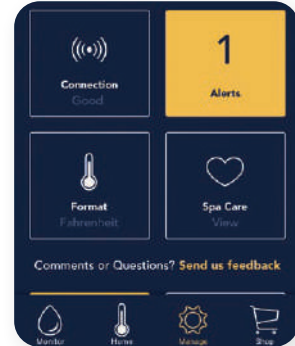 1
Connection
Good
Alerts
Format
Fahrenheit
Spa Care
View
Comments or Questions? Send us feedback
Monitor
Home
Manage
Shop